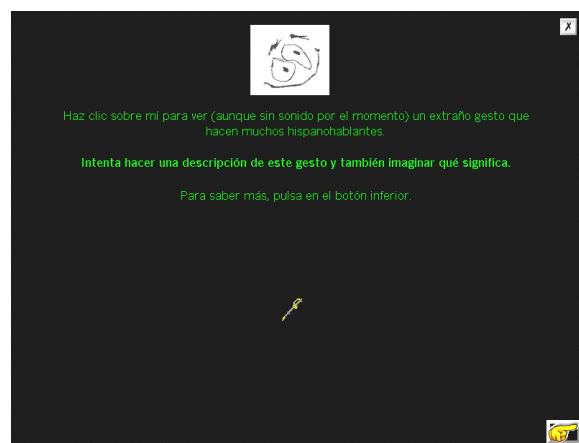 X
Haz clic sobre mí para ver (aunque sin sonido por el momento) un extraño gesto que
hacen muchos hispanohablantes.
Intenta hacer una descripción de este gesto y también imaginar qué significa.
Para saber más, pulsa en el botón inferior.